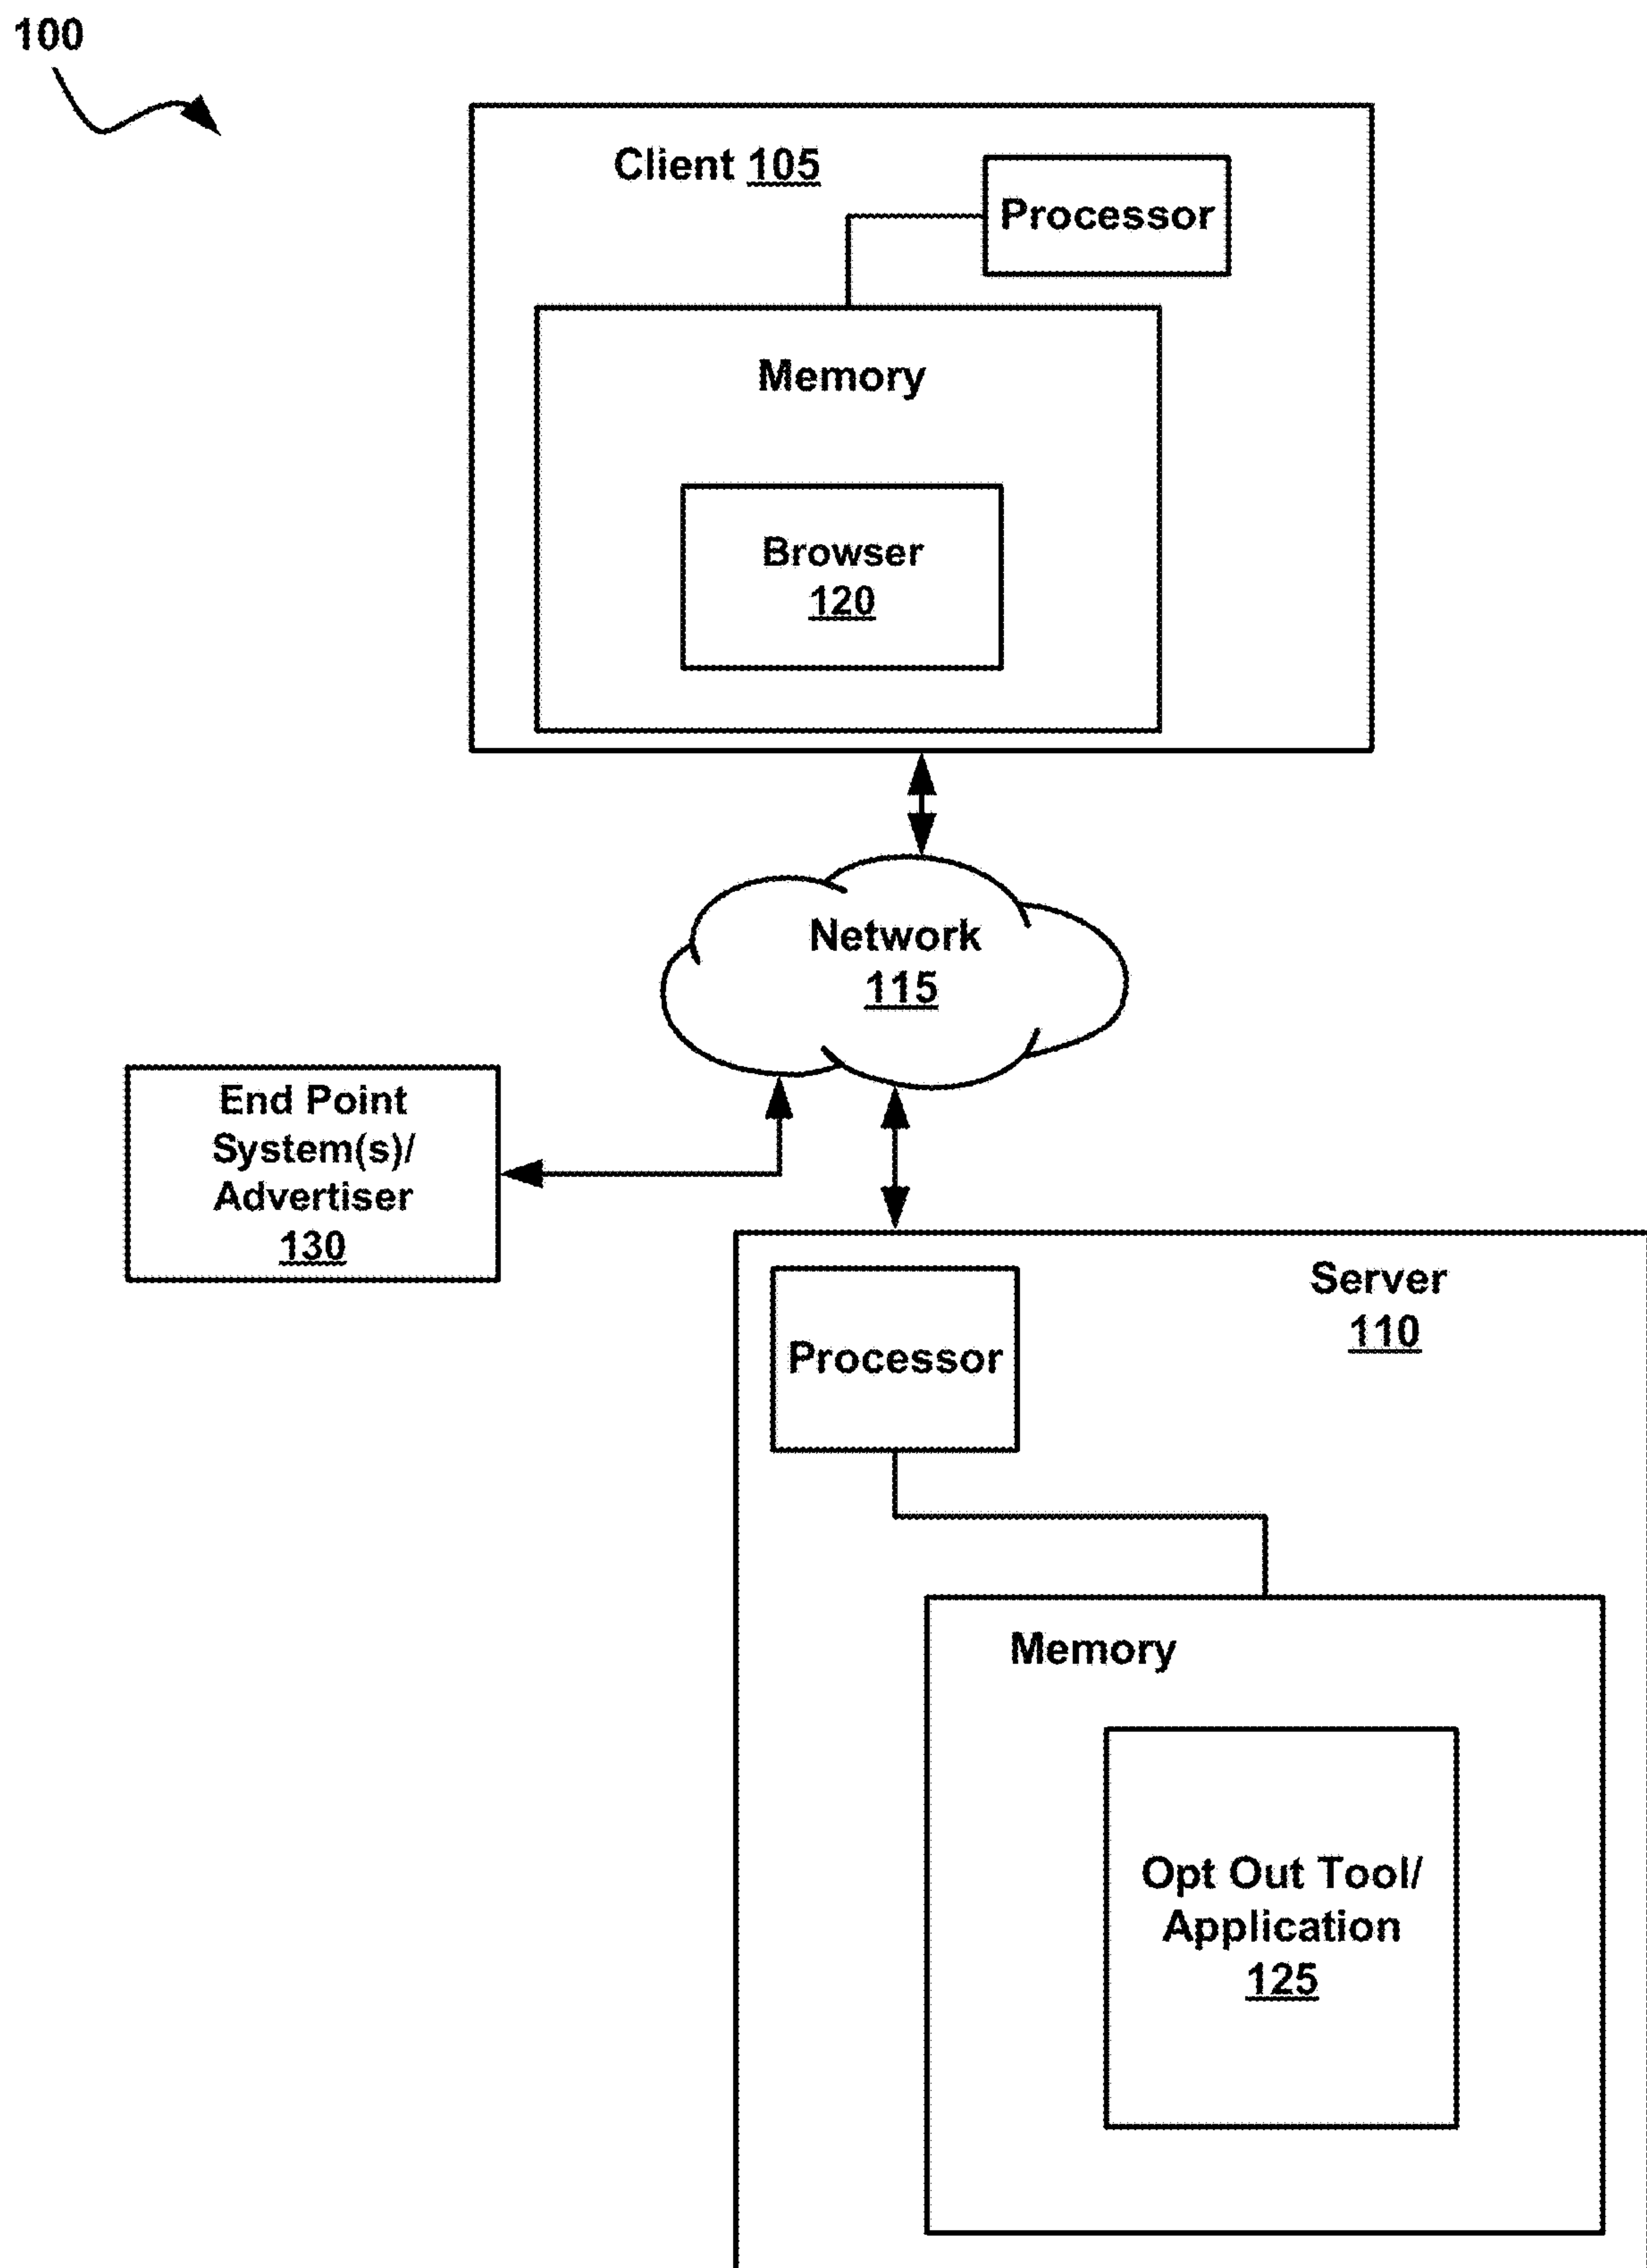 100
Client 105
Processor
Memory
Browser
120
Network
115
End Point
System(s)/
Advertiser
130
Server
110
Processor
Memory
Opt Out Tool/
Application
125